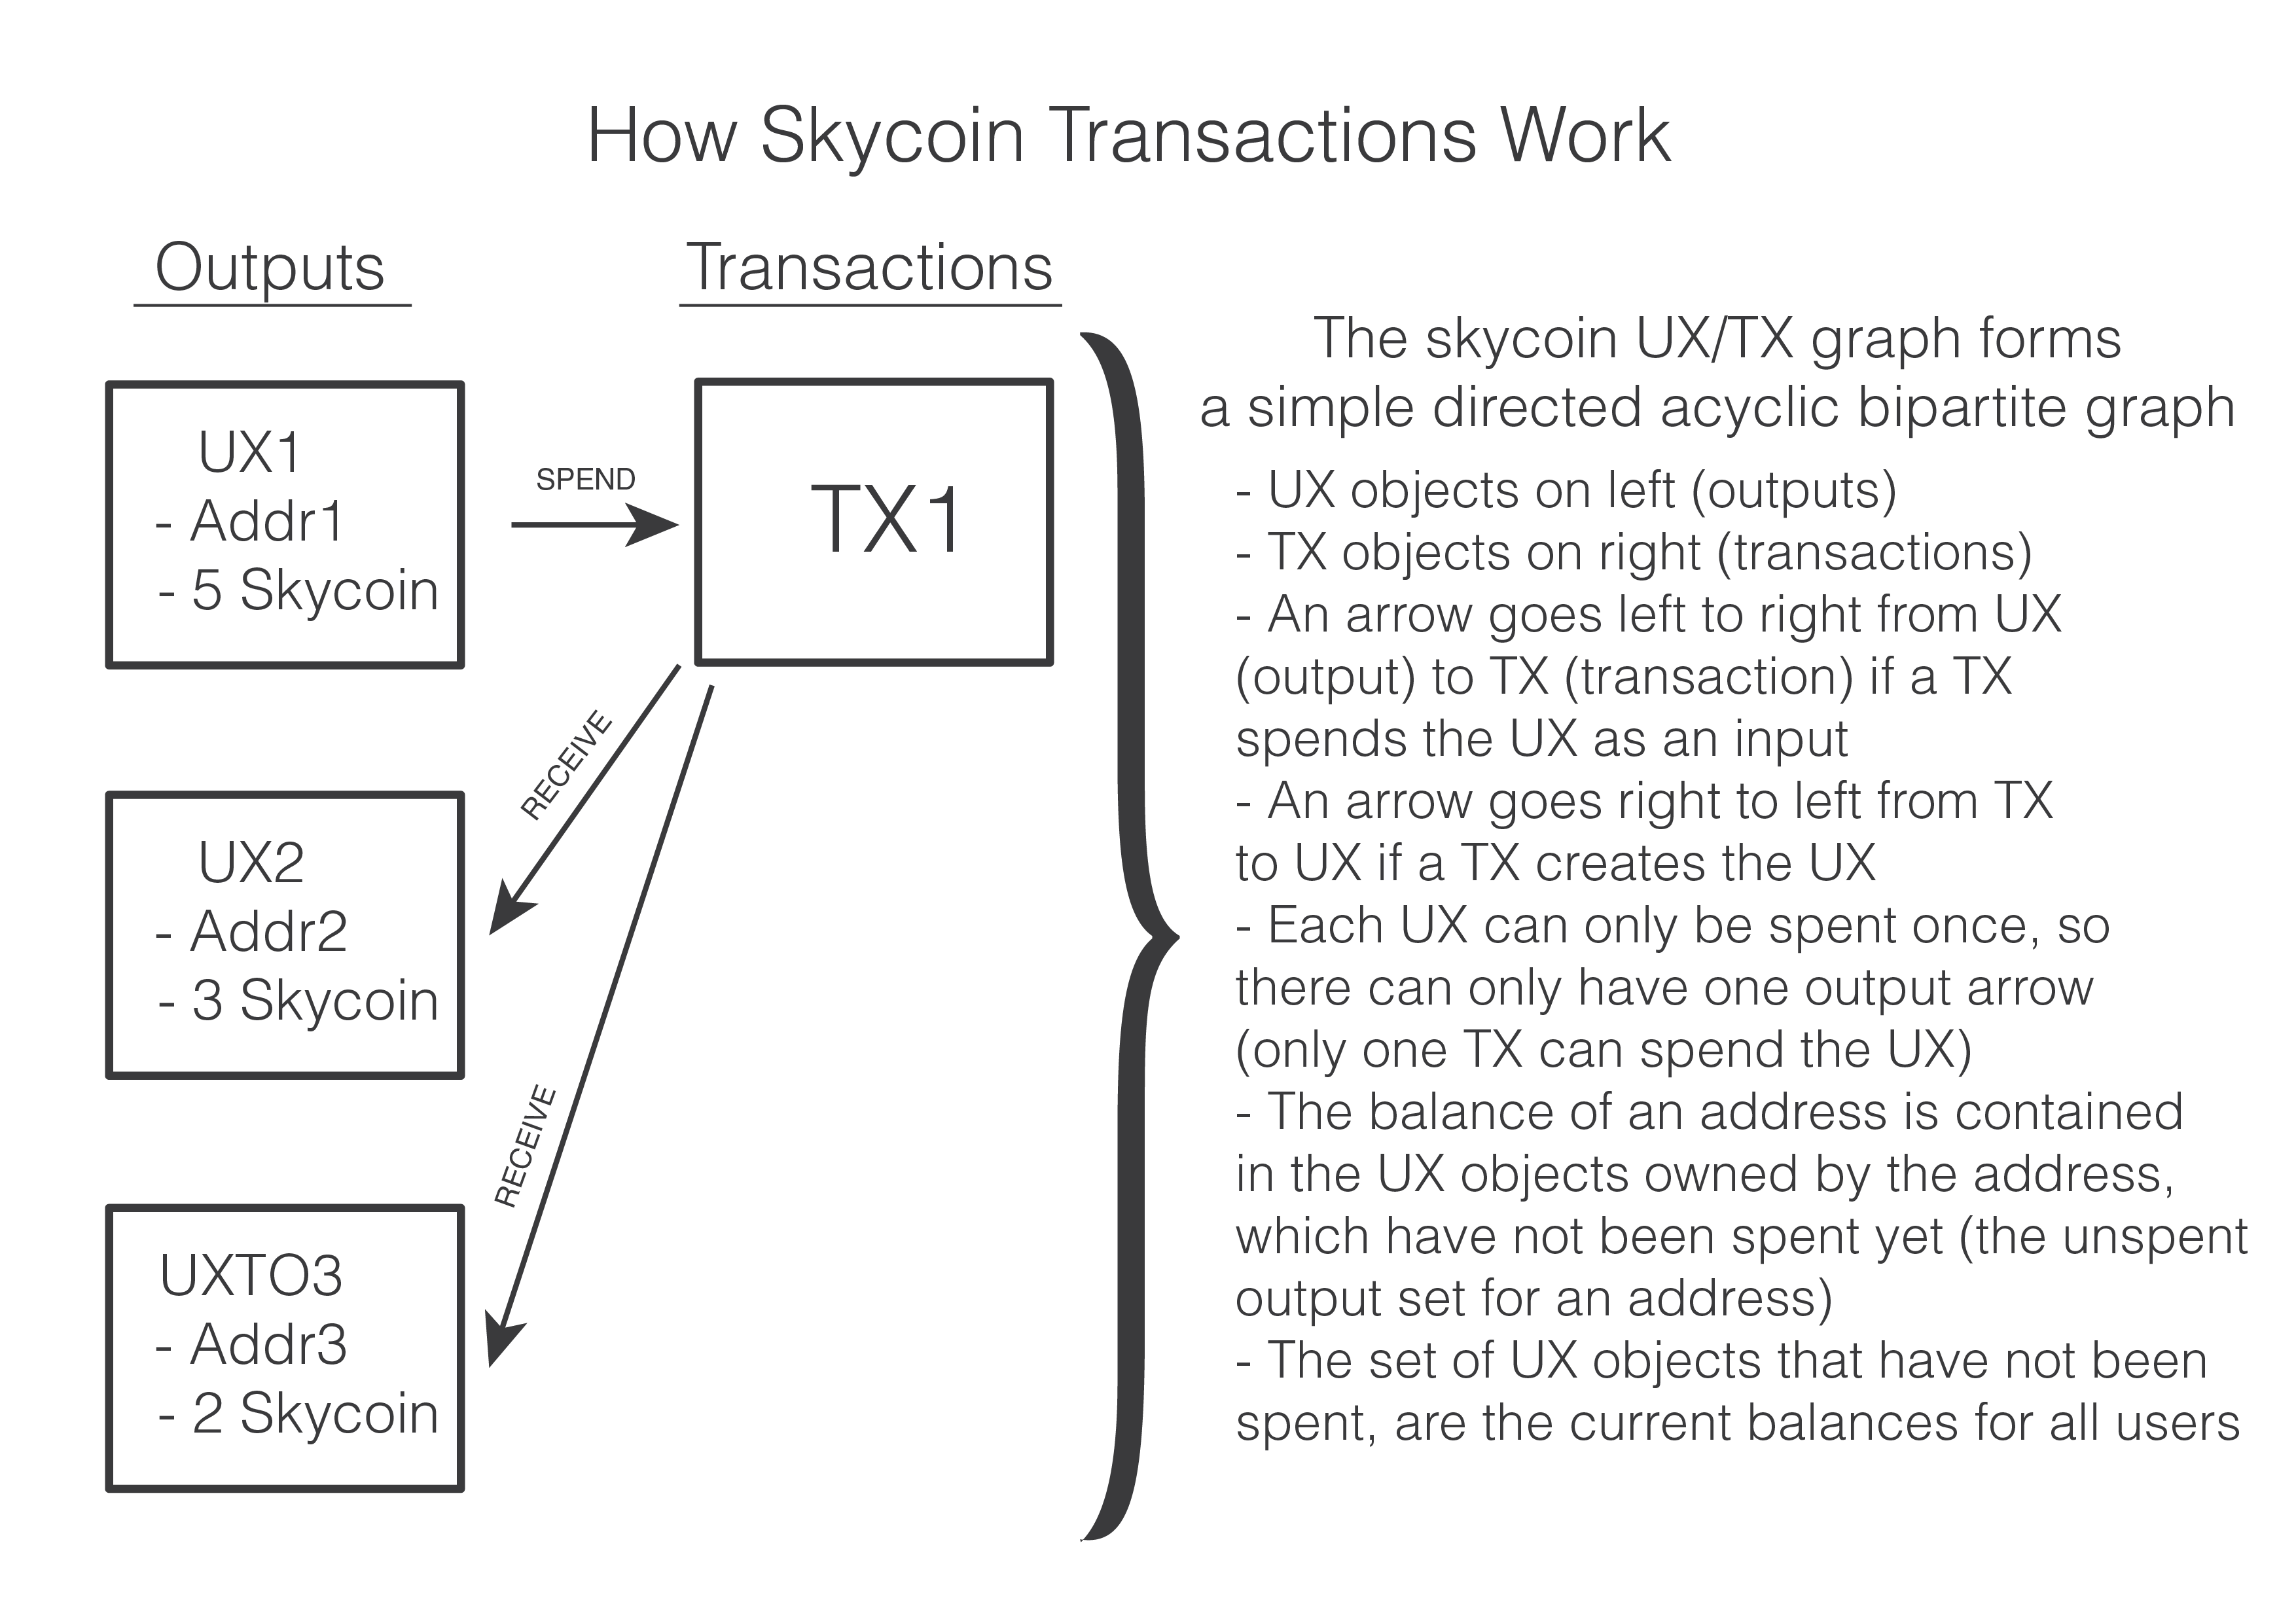 How Skycoin Transactions Work
Outputs
Transactions
UX1
- Addr1
- 5 Skycoin
SPEND
TX1
RECEIVE
UX2
- Addr2
- 3 Skycoin
RECEIVE
UXTO3
- Addr3
- 2 Skycoin
The skycoin UX/TX graph forms
a simple directed acyclic bipartite graph
- UX objects on left (outputs)
- TX objects on right (transactions)
- An arrow goes left to right from UX
(output) to TX (transaction) if a TX
spends the UX as an input
- An arrow goes right to left from TX
to UX if a TX creates the UX
- Each UX can only be spent once, so
there can only have one output arrow
(only one TX can spend the UX)
- The balance of an address is contained
in the UX objects owned by the address,
which have not been spent yet (the unspent
output set for an address)
- The set of UX objects that have not been
spent, are the current balances for all users